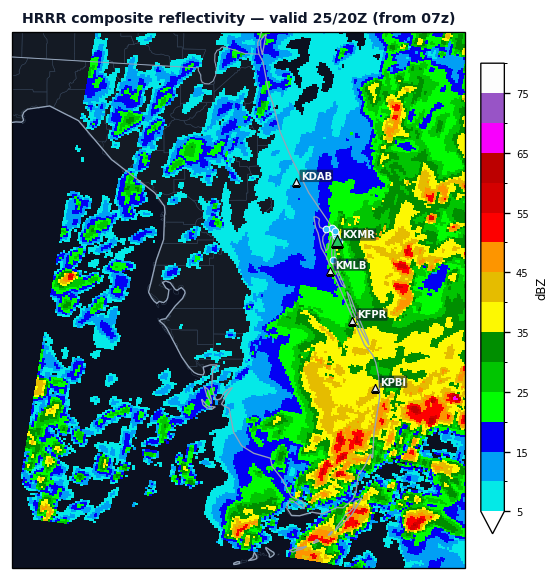 HRRR composite reflectivity — valid 25/20Z (from 07z)
KDAB
KXMR
KMLB
KFPR
KPBI
75
65
55
45
35
25
15
5
dBZ